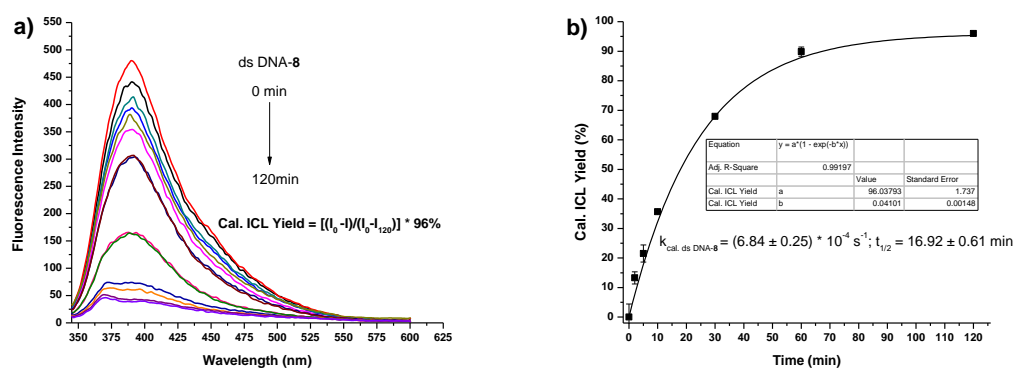 a)
550
500
450
400
350
300
250
200
150
100
50
0
Fluorescence Intensity
ds DNA-8
0 min
120min
Cal. ICL Yield = [(I₀ -I)/(I₀-I₁₂₀)] * 96%
345 375 400 425 450 475 500 525 550 575 600 625
Wavelength (nm)
b)
100
90
80
70
60
50
40
30
20
10
0
Cal. ICL Yield (%)
Equation y = a*(1 - exp(-b*x))
Adj. R-Square 0.99197
Value Standard Error
Cal. ICL Yield a 96.03793 1.737
Cal. ICL Yield b 0.04101 0.00148
k cal. ds DNA-8 = (6.84 ± 0.25) * 10⁻⁴ s⁻¹; t₁/₂ = 16.92 ± 0.61 min
0 10 20 30 40 50 60 70 80 90 100 110 120
Time (min)